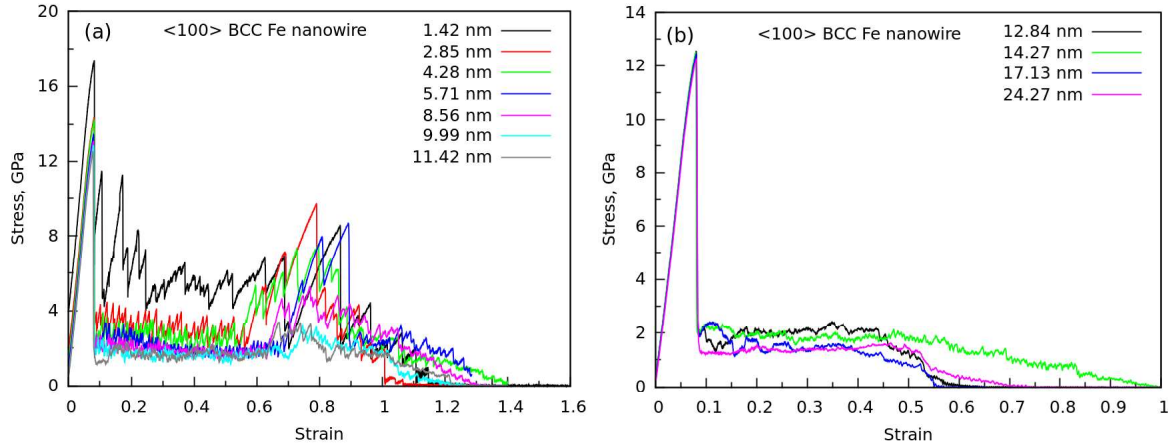 (a) <100> BCC Fe nanowire
1.42 nm
2.85 nm
4.28 nm
5.71 nm
8.56 nm
9.99 nm
11.42 nm
20
16
12
8
4
0
Stress, GPa
0 0.2 0.4 0.6 0.8 1 1.2 1.4 1.6
Strain
(b) <100> BCC Fe nanowire
12.84 nm
14.27 nm
17.13 nm
24.27 nm
14
12
10
8
6
4
2
0
Stress, GPa
0 0.1 0.2 0.3 0.4 0.5 0.6 0.7 0.8 0.9 1
Strain